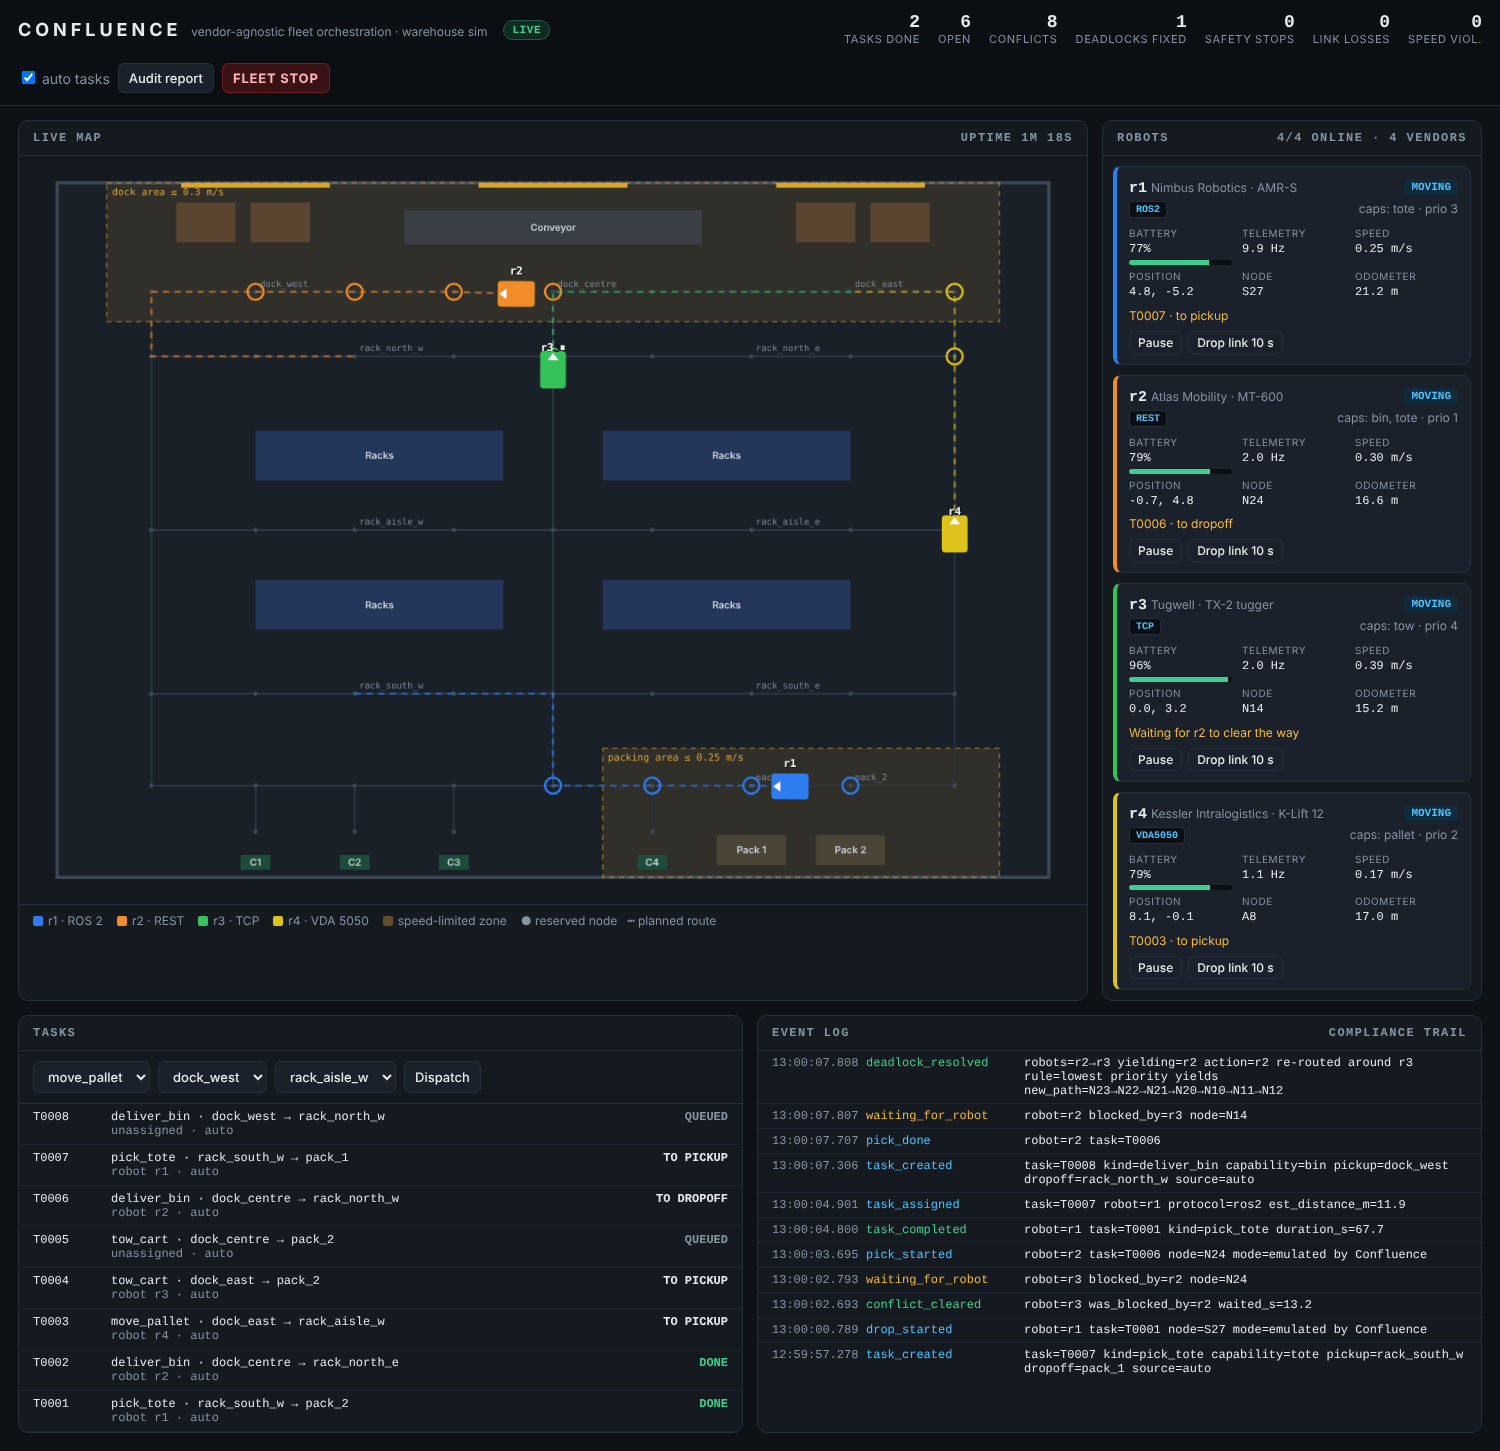 CONFLUENCE vendor-agnostic fleet orchestration · warehouse sim LIVE
2 TASKS DONE
6 OPEN
8 CONFLICTS
1 DEADLOCKS FIXED
0 SAFETY STOPS
0 LINK LOSSES
0 SPEED VIOL.
auto tasks Audit report FLEET STOP
LIVE MAP UPTIME 1M 18S
dock area ≤ 0.3 m/s
Conveyor
r2
dock_west dock_centre dock_east
r3
rack_north_w rack_north_e
Racks Racks
r4
rack_aisle_w rack_aisle_e
Racks Racks
rack_south_w rack_south_e
packing area ≤ 0.25 m/s
r1
pack_2
Pack 1 Pack 2
C1 C2 C3 C4
r1 · ROS 2 r2 · REST r3 · TCP r4 · VDA 5050 speed-limited zone reserved node planned route
ROBOTS 4/4 ONLINE · 4 VENDORS
r1 Nimbus Robotics · AMR-S MOVING
ROS2 caps: tote · prio 3
BATTERY TELEMETRY SPEED
77% 9.9 Hz 0.25 m/s
POSITION NODE ODOMETER
4.8, -5.2 S27 21.2 m
T0007 · to pickup
Pause Drop link 10 s
r2 Atlas Mobility · MT-600 MOVING
REST caps: bin, tote · prio 1
BATTERY TELEMETRY SPEED
79% 2.0 Hz 0.30 m/s
POSITION NODE ODOMETER
-0.7, 4.8 N24 16.6 m
T0006 · to dropoff
Pause Drop link 10 s
r3 Tugwell · TX-2 tugger MOVING
TCP caps: tow · prio 4
BATTERY TELEMETRY SPEED
96% 2.0 Hz 0.39 m/s
POSITION NODE ODOMETER
0.0, 3.2 N14 15.2 m
Waiting for r2 to clear the way
Pause Drop link 10 s
r4 Kessler Intralogistics · K-Lift 12 MOVING
VDA5050 caps: pallet · prio 2
BATTERY TELEMETRY SPEED
79% 1.1 Hz 0.17 m/s
POSITION NODE ODOMETER
8.1, -0.1 A8 17.0 m
T0003 · to pickup
Pause Drop link 10 s
TASKS
move_pallet dock_west rack_aisle_w Dispatch
T0008 deliver_bin · dock_west → rack_north_w QUEUED
unassigned · auto
T0007 pick_tote · rack_south_w → pack_1 TO PICKUP
robot r1 · auto
T0006 deliver_bin · dock_centre → rack_north_w TO DROPOFF
robot r2 · auto
T0005 tow_cart · dock_centre → pack_2 QUEUED
unassigned · auto
T0004 tow_cart · dock_east → pack_2 TO PICKUP
robot r3 · auto
T0003 move_pallet · dock_east → rack_aisle_w TO PICKUP
robot r4 · auto
T0002 deliver_bin · dock_centre → rack_north_e DONE
robot r2 · auto
T0001 pick_tote · rack_south_w → pack_2 DONE
robot r1 · auto
EVENT LOG COMPLIANCE TRAIL
13:00:07.808 deadlock_resolved robots=r2→r3 yielding=r2 action=r2 re-routed around r3
rule=lowest priority yields
new_path=N23→N22→N21→N20→N10→N11→N12
13:00:07.807 waiting_for_robot robot=r2 blocked_by=r3 node=N14
13:00:07.707 pick_done robot=r2 task=T0006
13:00:07.306 task_created task=T0008 kind=deliver_bin capability=bin pickup=dock_west
dropoff=rack_north_w source=auto
13:00:04.901 task_assigned task=T0007 robot=r1 protocol=ros2 est_distance_m=11.9
13:00:04.800 task_completed robot=r1 task=T0001 kind=pick_tote duration_s=67.7
13:00:03.695 pick_started robot=r2 task=T0006 node=N24 mode=emulated by Confluence
13:00:02.793 waiting_for_robot robot=r3 blocked_by=r2 node=N24
13:00:02.693 conflict_cleared robot=r3 was_blocked_by=r2 waited_s=13.2
13:00:00.789 drop_started robot=r1 task=T0001 node=S27 mode=emulated by Confluence
12:59:57.278 task_created task=T0007 kind=pick_tote capability=tote pickup=rack_south_w
dropoff=pack_1 source=auto